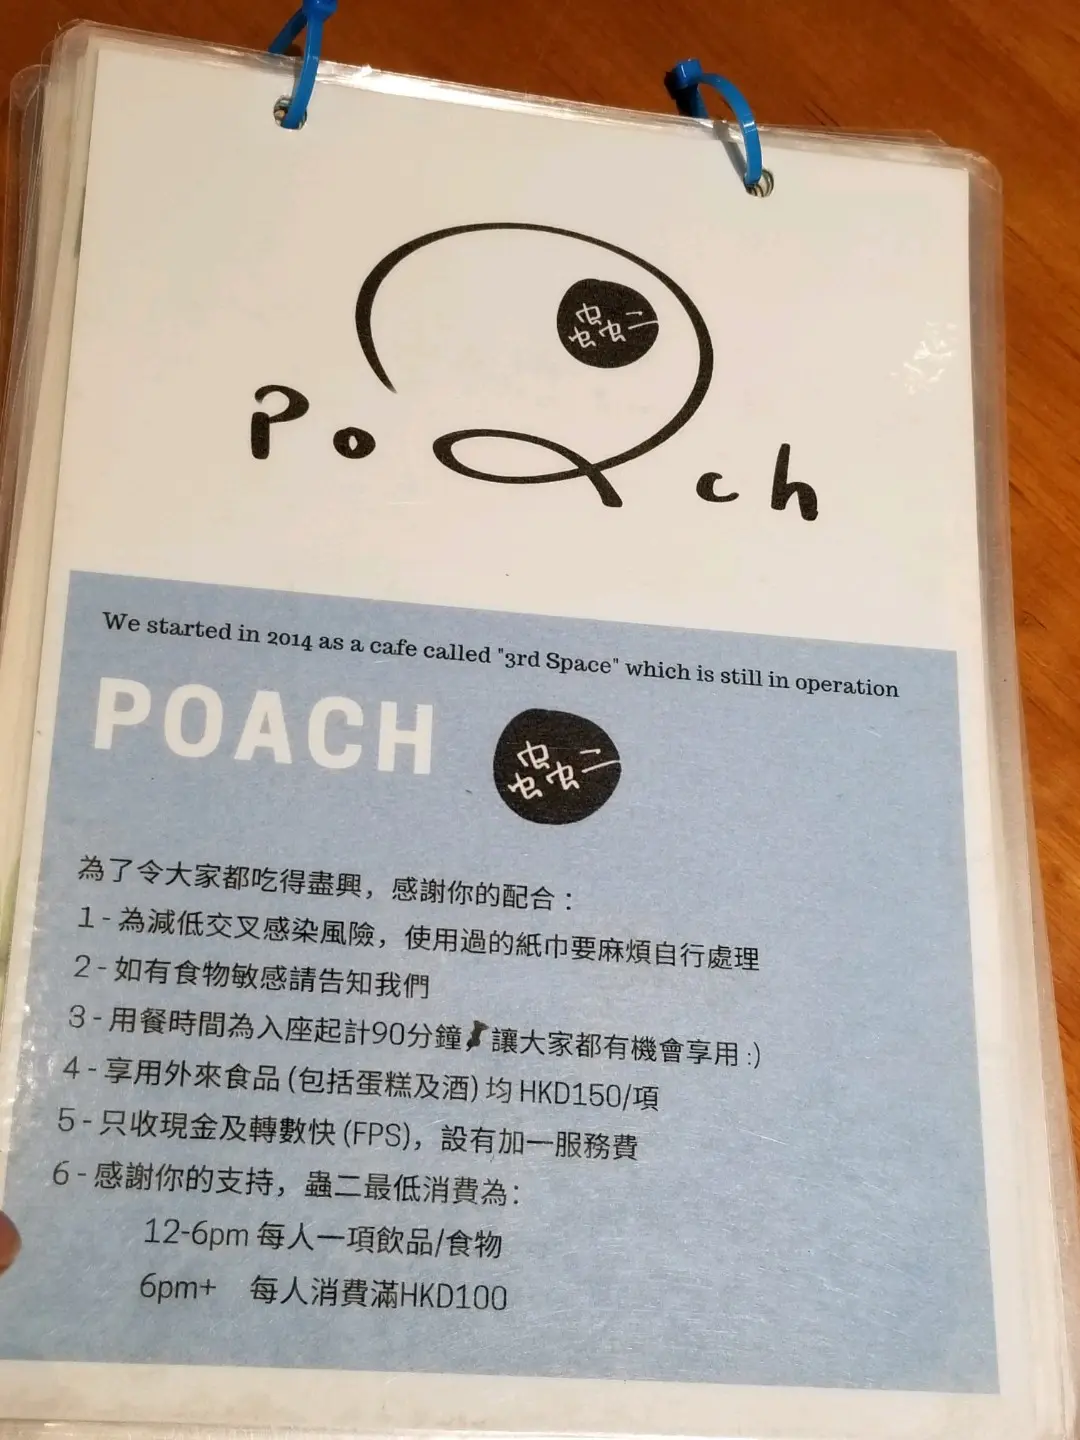 Poach
蟲二
We started in 2014 as a cafe called "3rd Space" which is still in operation
POACH
蟲二
為了令大家都吃得盡興，感謝你的配合：
1 - 為減低交叉感染風險，使用過的紙巾要麻煩自行處理
2 - 如有食物敏感請告知我們
3 - 用餐時間為入座起計90分鐘，讓大家都有機會享用 :)
4 - 享用外來食品 (包括蛋糕及酒) 均 HKD150/項
5 - 只收現金及轉數快 (FPS)，設有加一服務費
6 - 感謝你的支持，蟲二最低消費為：
12-6pm 每人一項飲品/食物
6pm+ 每人消費滿HKD100